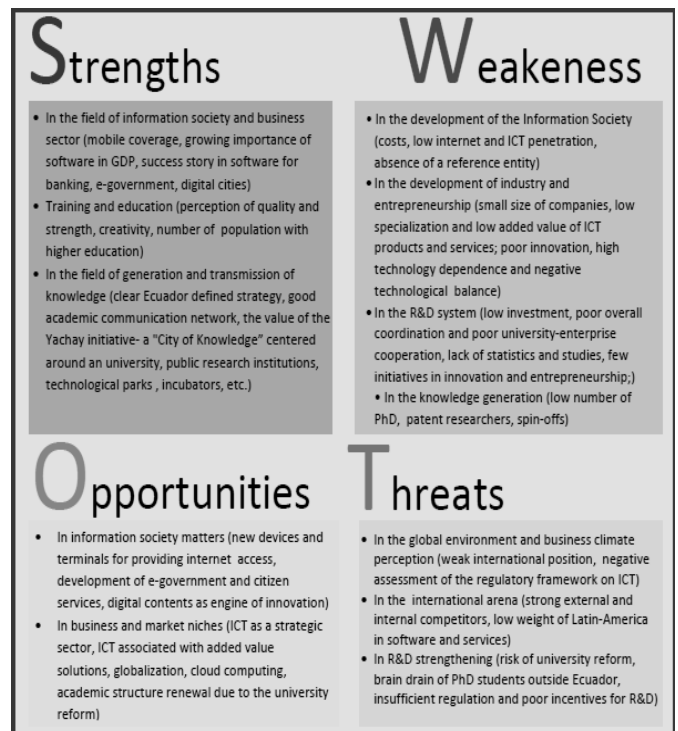 Strengths
• In the field of information society and business
sector (mobile coverage, growing importance of
software in GDP, success story in software for
banking, e-government, digital cities)
• Training and education (perception of quality and
strength, creativity, number of population with
higher education)
• In the field of generation and transmission of
knowledge (clear Ecuador defined strategy, good
academic communication network, the value of the
Yachay initiative- a "City of Knowledge” centered
around an university, public research institutions,
technological parks , incubators, etc.)
Weakeness
• In the development of the Information Society
(costs, low internet and ICT penetration,
absence of a reference entity)
• In the development of industry and
entrepreneurship (small size of companies, low
specialization and low added value of ICT
products and services; poor innovation, high
technology dependence and negative
technological balance)
• In the R&D system (low investment, poor overall
coordination and poor university-enterprise
cooperation, lack of statistics and studies, few
initiatives in innovation and entrepreneurship;)
• In the knowledge generation (low number of
PhD, patent researchers, spin-offs)
Opportunities
• In information society matters (new devices and
terminals for providing internet access,
development of e-government and citizen
services, digital contents as engine of innovation)
• In business and market niches (ICT as a strategic
sector, ICT associated with added value
solutions, globalization, cloud computing,
academic structure renewal due to the university
reform)
Threats
• In the global environment and business climate
perception (weak international position, negative
assessment of the regulatory framework on ICT)
• In the international arena (strong external and
internal competitors, low weight of Latin-America
in software and services)
• In R&D strengthening (risk of university reform,
brain drain of PhD students outside Ecuador,
insufficient regulation and poor incentives for R&D)